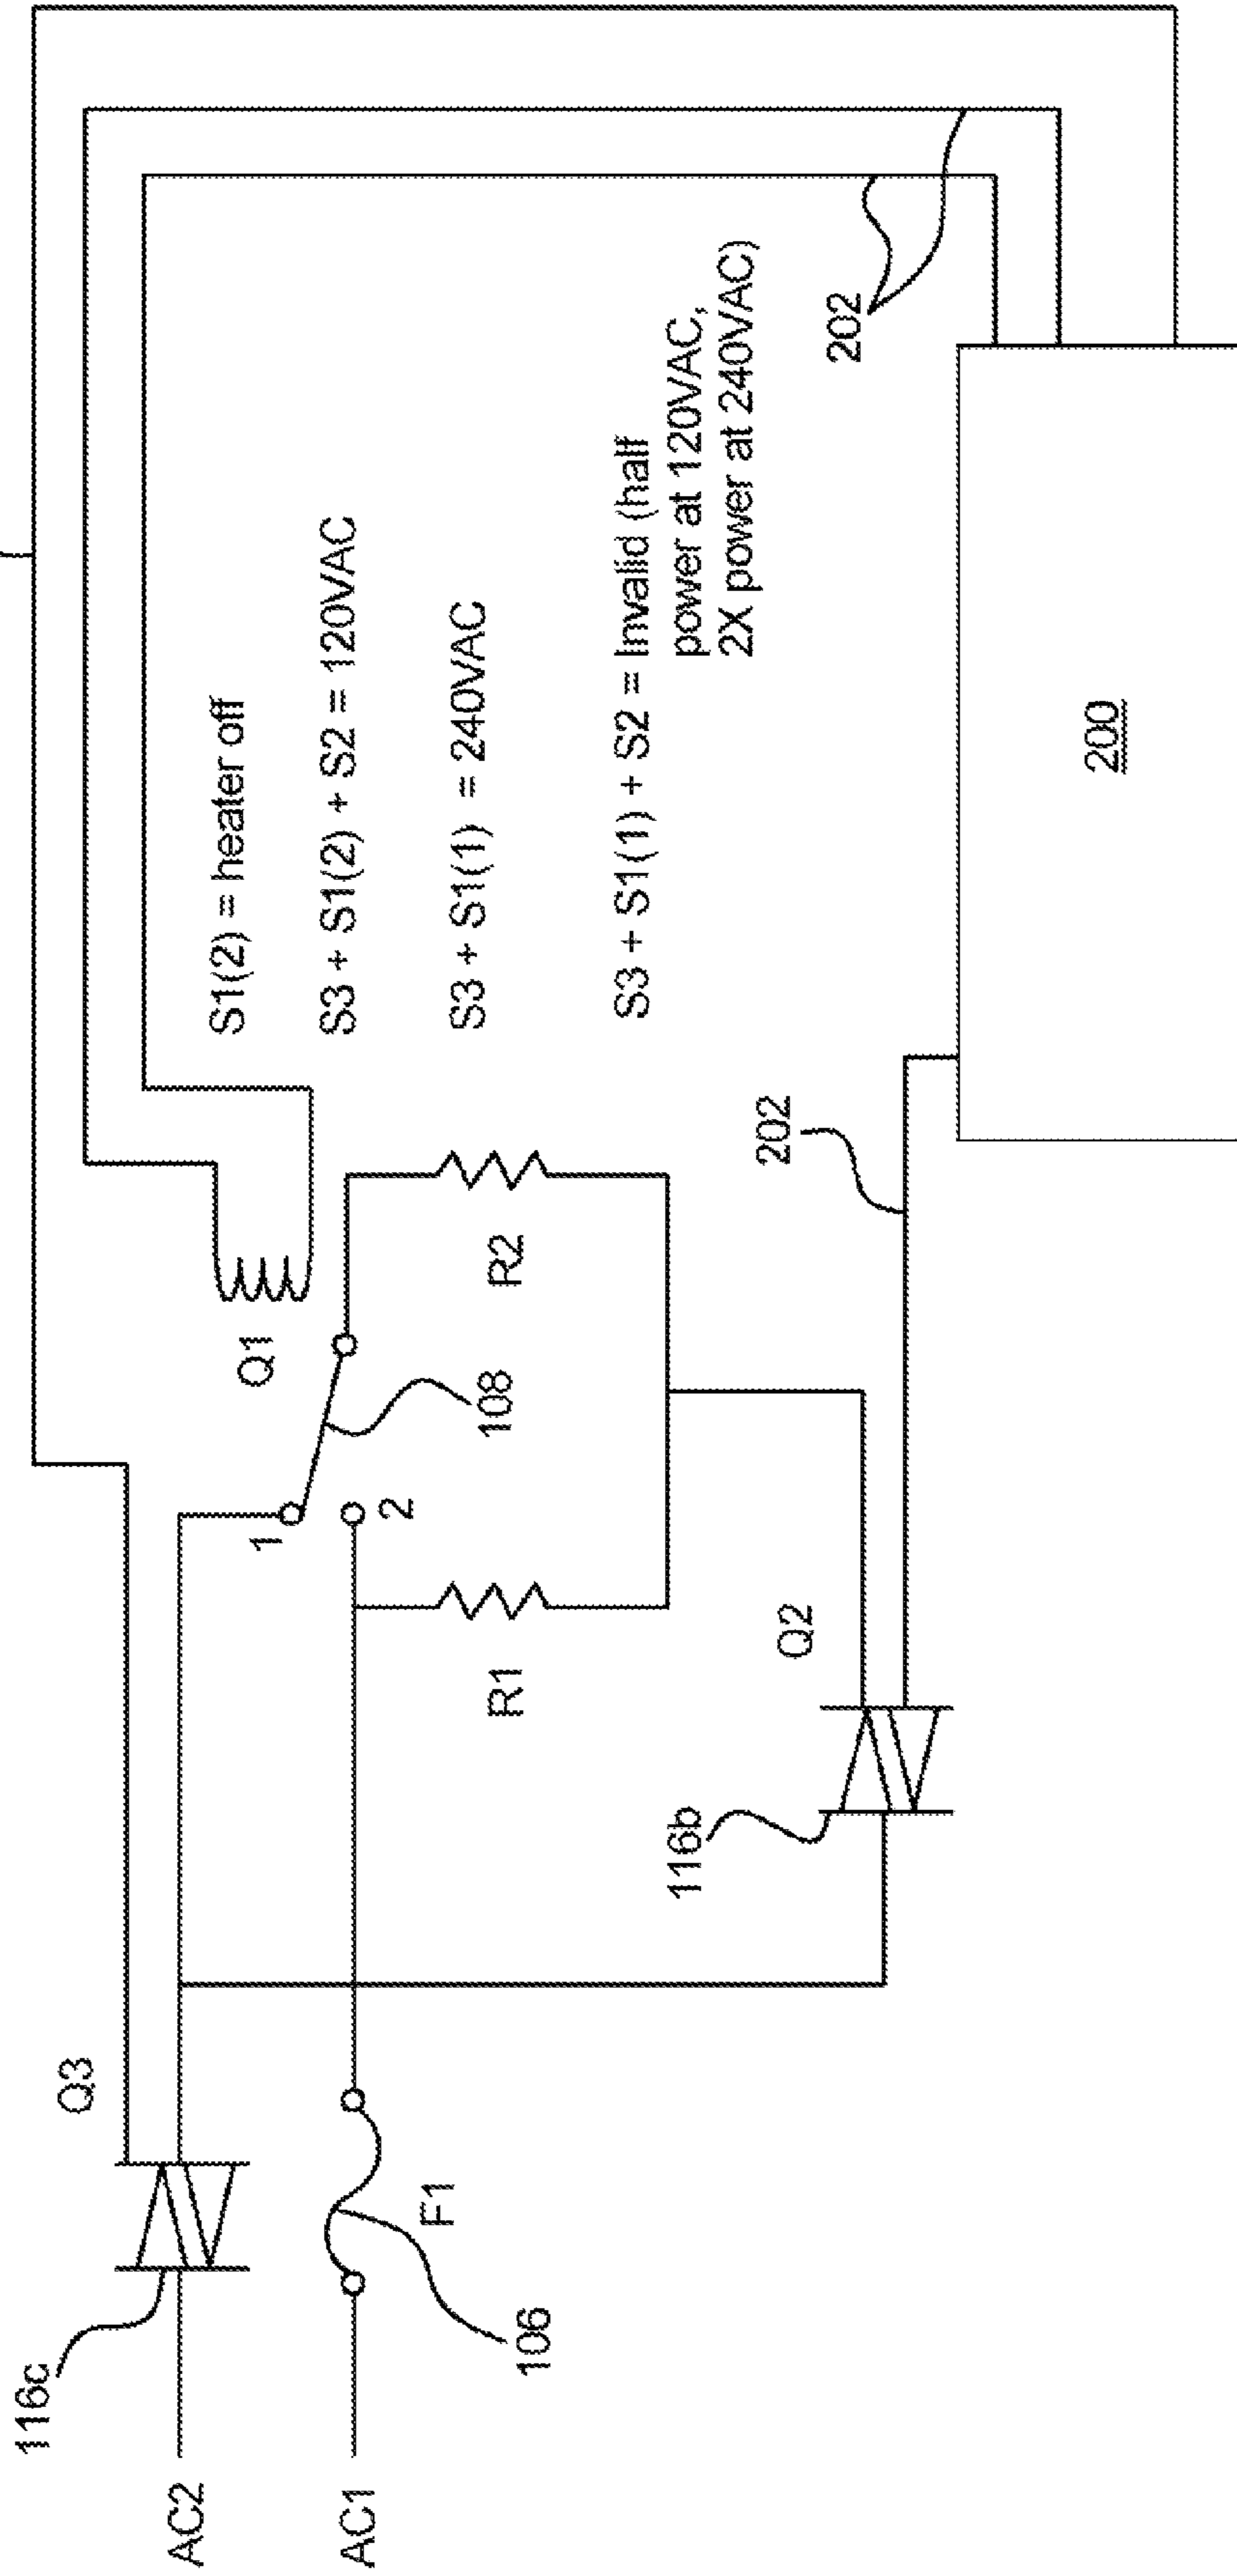 116c
Q3
AC2
AC1
F1
106
1
2
Q1
108
R1
R2
Q2
116b
202
S1(2) = heater off
S3 + S1(2) + S2 = 120VAC
S3 + S1(1) = 240VAC
S3 + S1(1) + S2 = Invalid (half
power at 120VAC,
2X power at 240VAC)
202
200